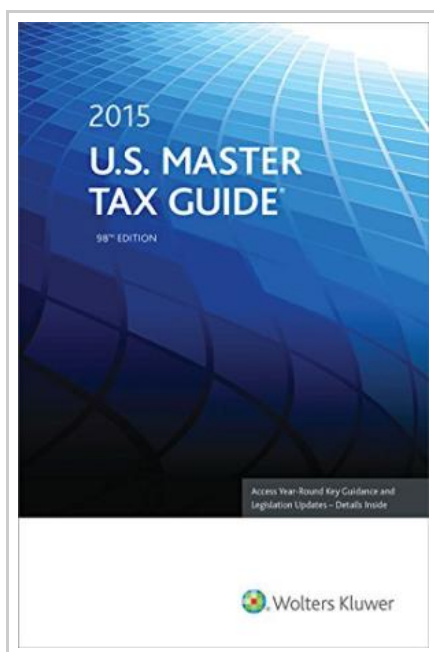 2015
U.S. MASTER
TAX GUIDE®
98TH EDITION
Access Year-Round Key Guidance and
Legislation Updates – Details Inside
Wolters Kluwer